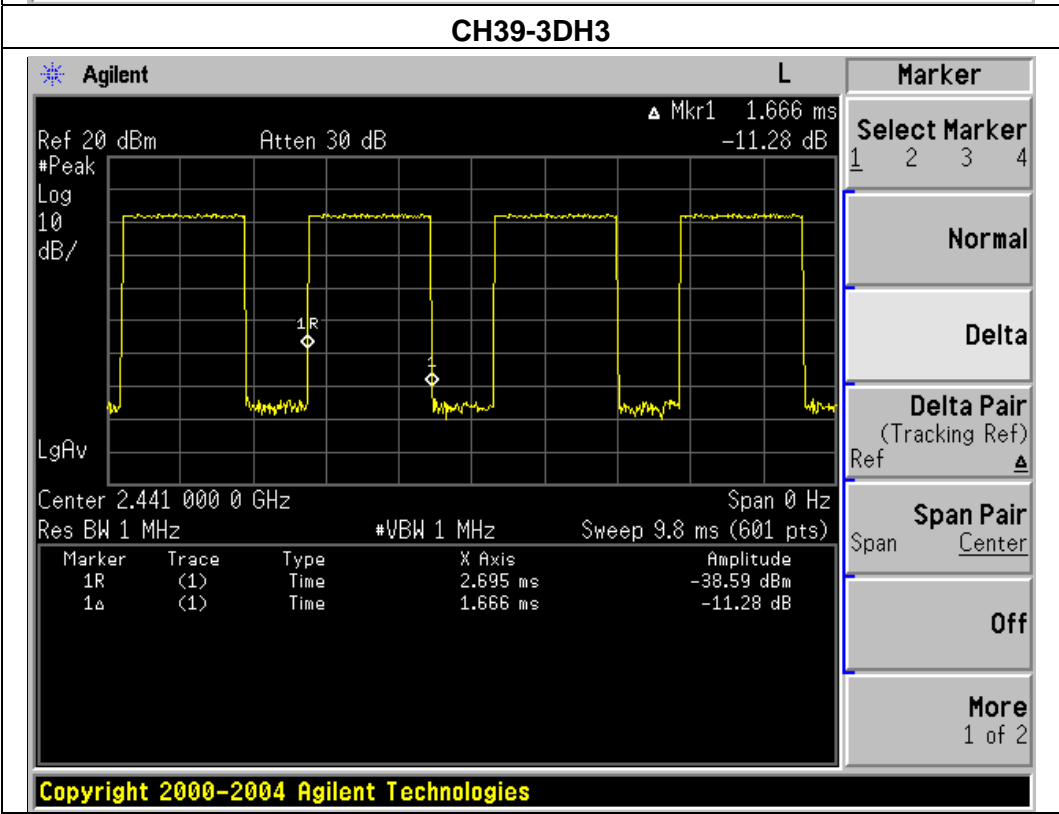 CH39-3DH3
Agilent L Marker
Δ Mkr1 1.666 ms
Ref 20 dBm Atten 30 dB -11.28 dB
#Peak
Log
10
dB/
1R
1
LgAv
Center 2.441 000 0 GHz Span 0 Hz
Res BW 1 MHz #VBW 1 MHz Sweep 9.8 ms (601 pts)
Marker Trace Type X Axis Amplitude
1R (1) Time 2.695 ms -38.59 dBm
1Δ (1) Time 1.666 ms -11.28 dB
Select Marker
1 2 3 4
Normal
Delta
Delta Pair
(Tracking Ref)
Ref Δ
Span Pair
Span Center
Off
More
1 of 2
Copyright 2000-2004 Agilent Technologies